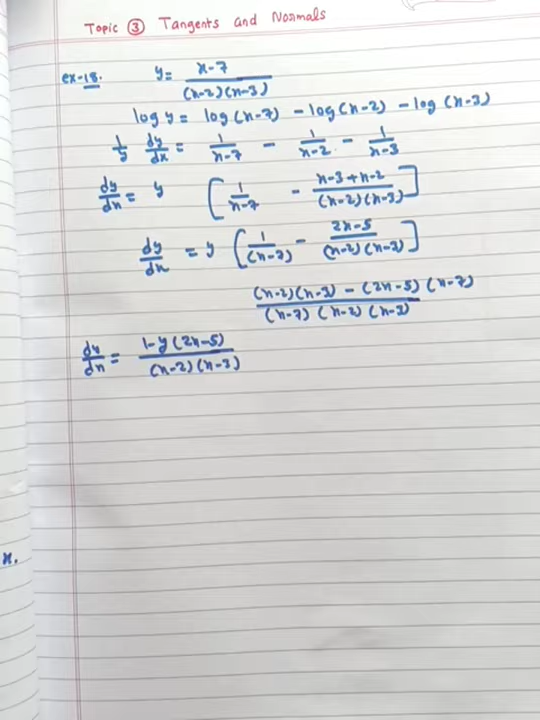 Topic ③ Tangents and Normals
ex-18. y = x-7 / (x-2)(x-3)
log y = log(x-7) - log(x-2) - log(x-3)
1/y dy/dx = 1/x-7 - 1/x-2 - 1/x-3
dy/dx = y [ 1/x-7 - x-3+x-2 / (x-2)(x-3) ]
dy/dx = y [ 1/(x-7) - 2x-5 / (x-2)(x-3) ]
(x-2)(x-3) - (2x-5)(x-7) / (x-7)(x-2)(x-3)
dy/dx = 1-y(2x-5) / (x-2)(x-3)
x.